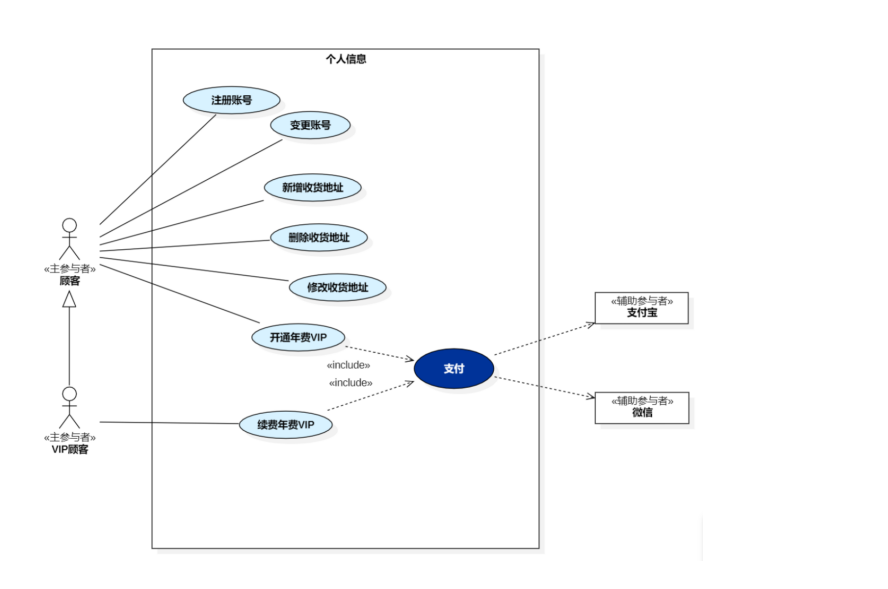 个人信息
注册账号
变更账号
新增收货地址
删除收货地址
«主参与者»
顾客
修改收货地址
«辅助参与者»
支付宝
开通年费VIP
«include»
支付
«include»
«辅助参与者»
微信
续费年费VIP
«主参与者»
VIP顾客